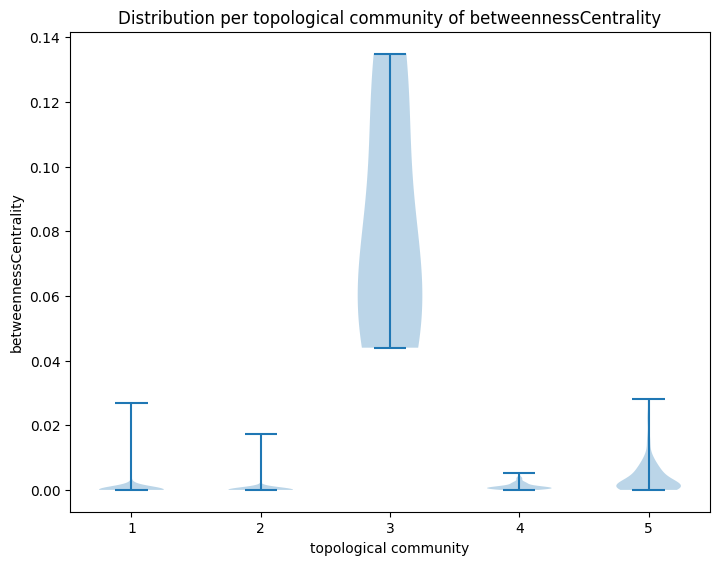 Distribution per topological community of betweennessCentrality
betweennessCentrality
0.14
0.12
0.10
0.08
0.06
0.04
0.02
0.00
1 2 3 4 5
topological community